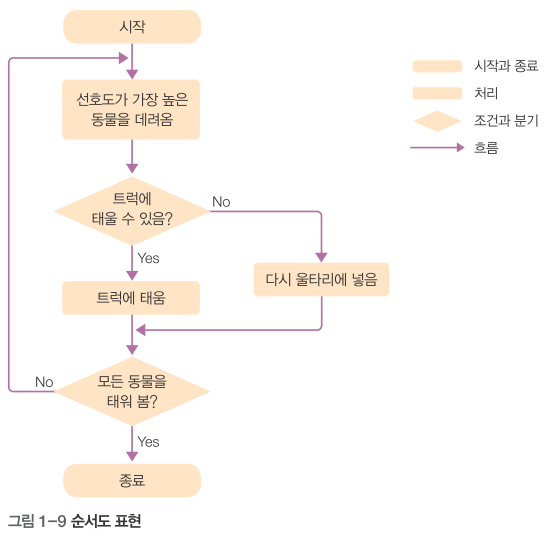 시작
선호도가 가장 높은
동물을 데려옴
트럭에
태울 수 있음?
No
Yes
트럭에 태움
다시 울타리에 넣음
모든 동물을
태워 봄?
No
Yes
종료
시작과 종료
처리
조건과 분기
흐름
그림 1-9 순서도 표현